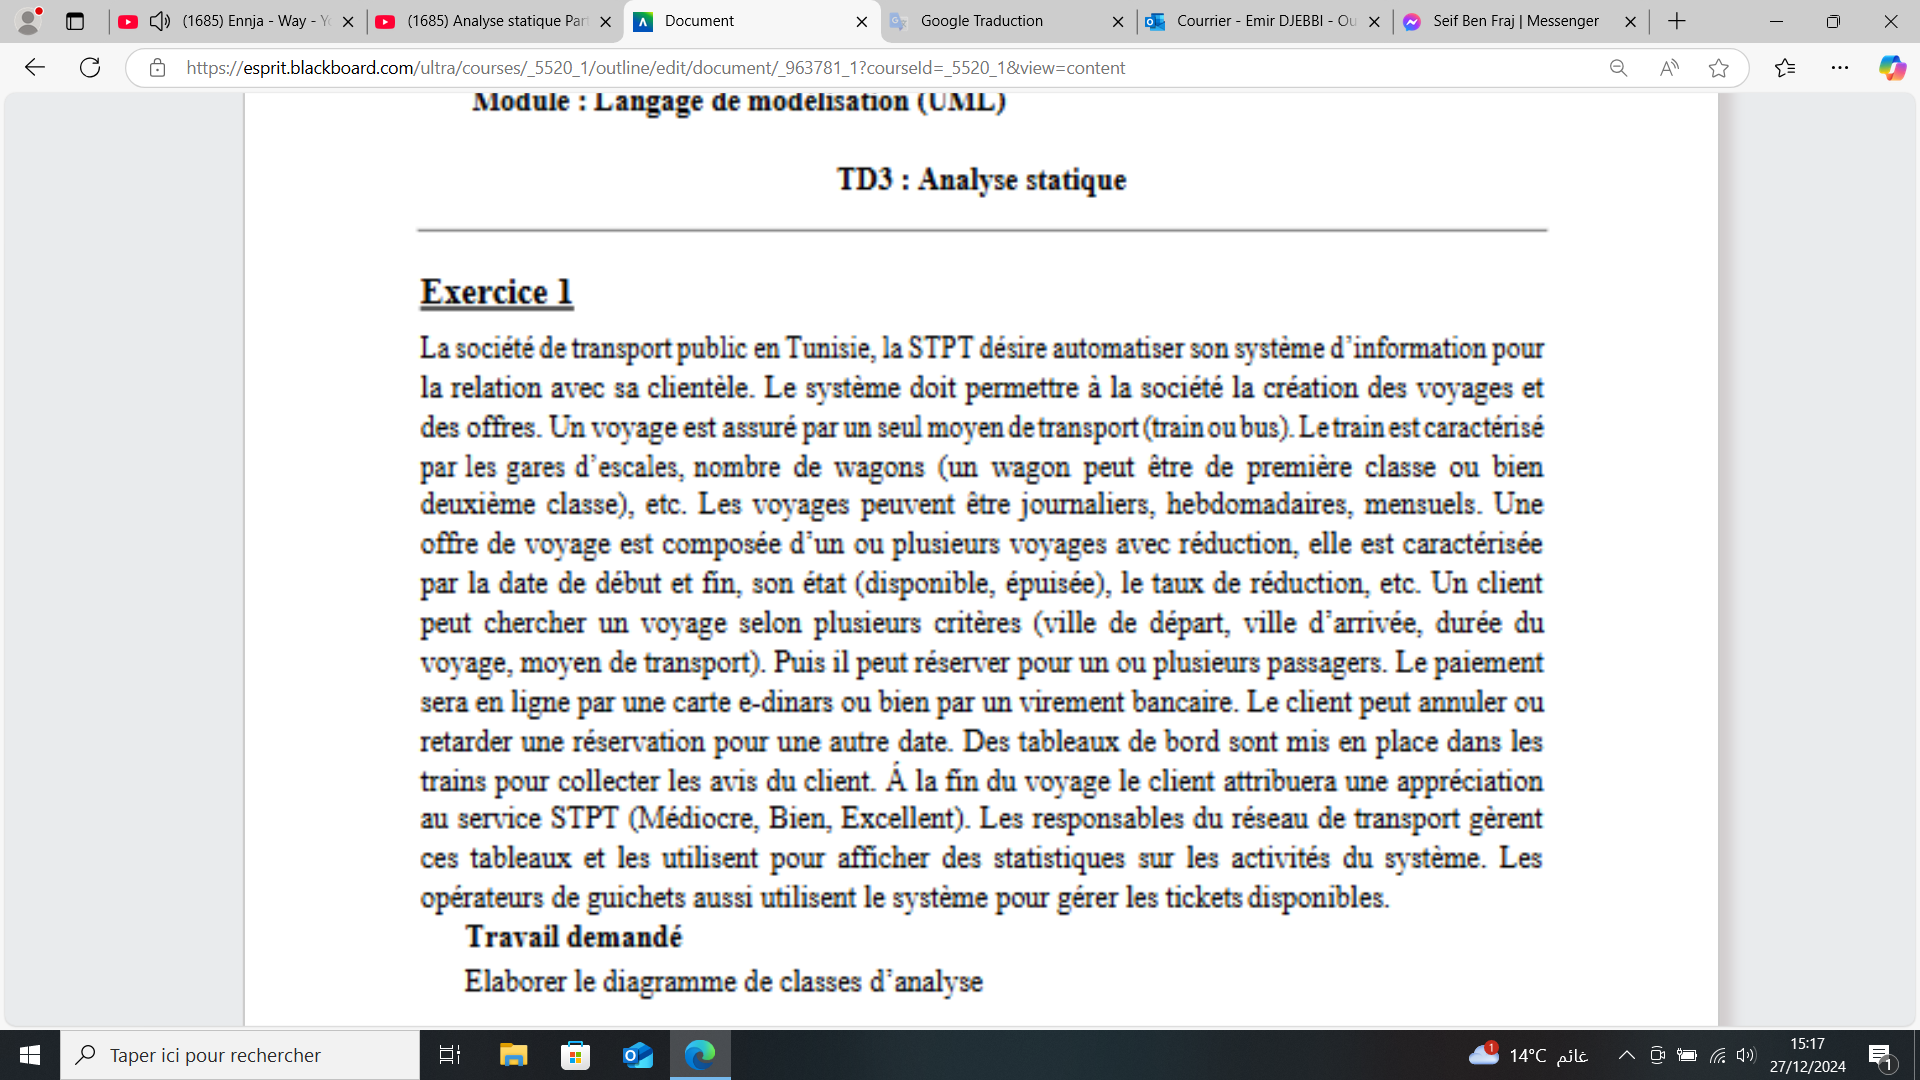 (1685) Ennja - Way - Yo
(1685) Analyse statique Par
Document
Google Traduction
Courrier - Emir DJEBBI - Ou
Seif Ben Fraj | Messenger
https://esprit.blackboard.com/ultra/courses/_5520_1/outline/edit/document/_963781_1?courseId=_5520_1&view=content
Module : Langage de modélisation (UML)
TD3 : Analyse statique
Exercice 1
La société de transport public en Tunisie, la STPT désire automatiser son système d’information pour
la relation avec sa clientèle. Le système doit permettre à la société la création des voyages et
des offres. Un voyage est assuré par un seul moyen de transport (train ou bus). Le train est caractérisé
par les gares d’escales, nombre de wagons (un wagon peut être de première classe ou bien
deuxième classe), etc. Les voyages peuvent être journaliers, hebdomadaires, mensuels. Une
offre de voyage est composée d’un ou plusieurs voyages avec réduction, elle est caractérisée
par la date de début et fin, son état (disponible, épuisée), le taux de réduction, etc. Un client
peut chercher un voyage selon plusieurs critères (ville de départ, ville d’arrivée, durée du
voyage, moyen de transport). Puis il peut réserver pour un ou plusieurs passagers. Le paiement
sera en ligne par une carte e-dinars ou bien par un virement bancaire. Le client peut annuler ou
retarder une réservation pour une autre date. Des tableaux de bord sont mis en place dans les
trains pour collecter les avis du client. Á la fin du voyage le client attribuera une appréciation
au service STPT (Médiocre, Bien, Excellent). Les responsables du réseau de transport gèrent
ces tableaux et les utilisent pour afficher des statistiques sur les activités du système. Les
opérateurs de guichets aussi utilisent le système pour gérer les tickets disponibles.
Travail demandé
Elaborer le diagramme de classes d’analyse
Taper ici pour rechercher
1
14°C غائم
15:17
27/12/2024
1